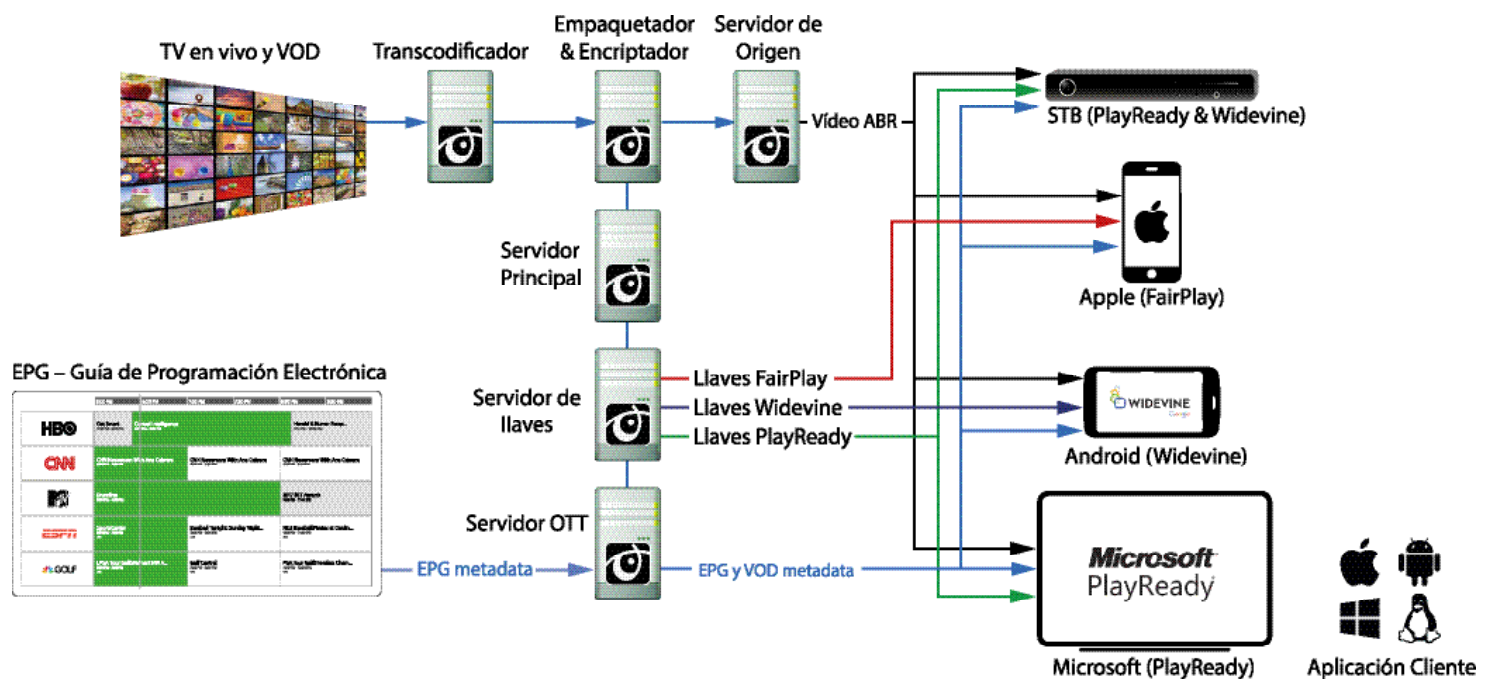 TV en vivo y VOD
Transcodificador
Empaquetador
& Encriptador
Servidor de
Origen
Vídeo ABR
STB (PlayReady & Widevine)
Apple (FairPlay)
Servidor
Principal
EPG – Guía de Programación Electrónica
HBO
CNN
ESPN
GOLF
Servidor de
llaves
Llaves FairPlay
Llaves Widevine
Llaves PlayReady
WIDEVINE
Google
Android (Widevine)
Servidor OTT
EPG metadata
EPG y VOD metadata
Microsoft
PlayReady
Microsoft (PlayReady)
Aplicación Cliente